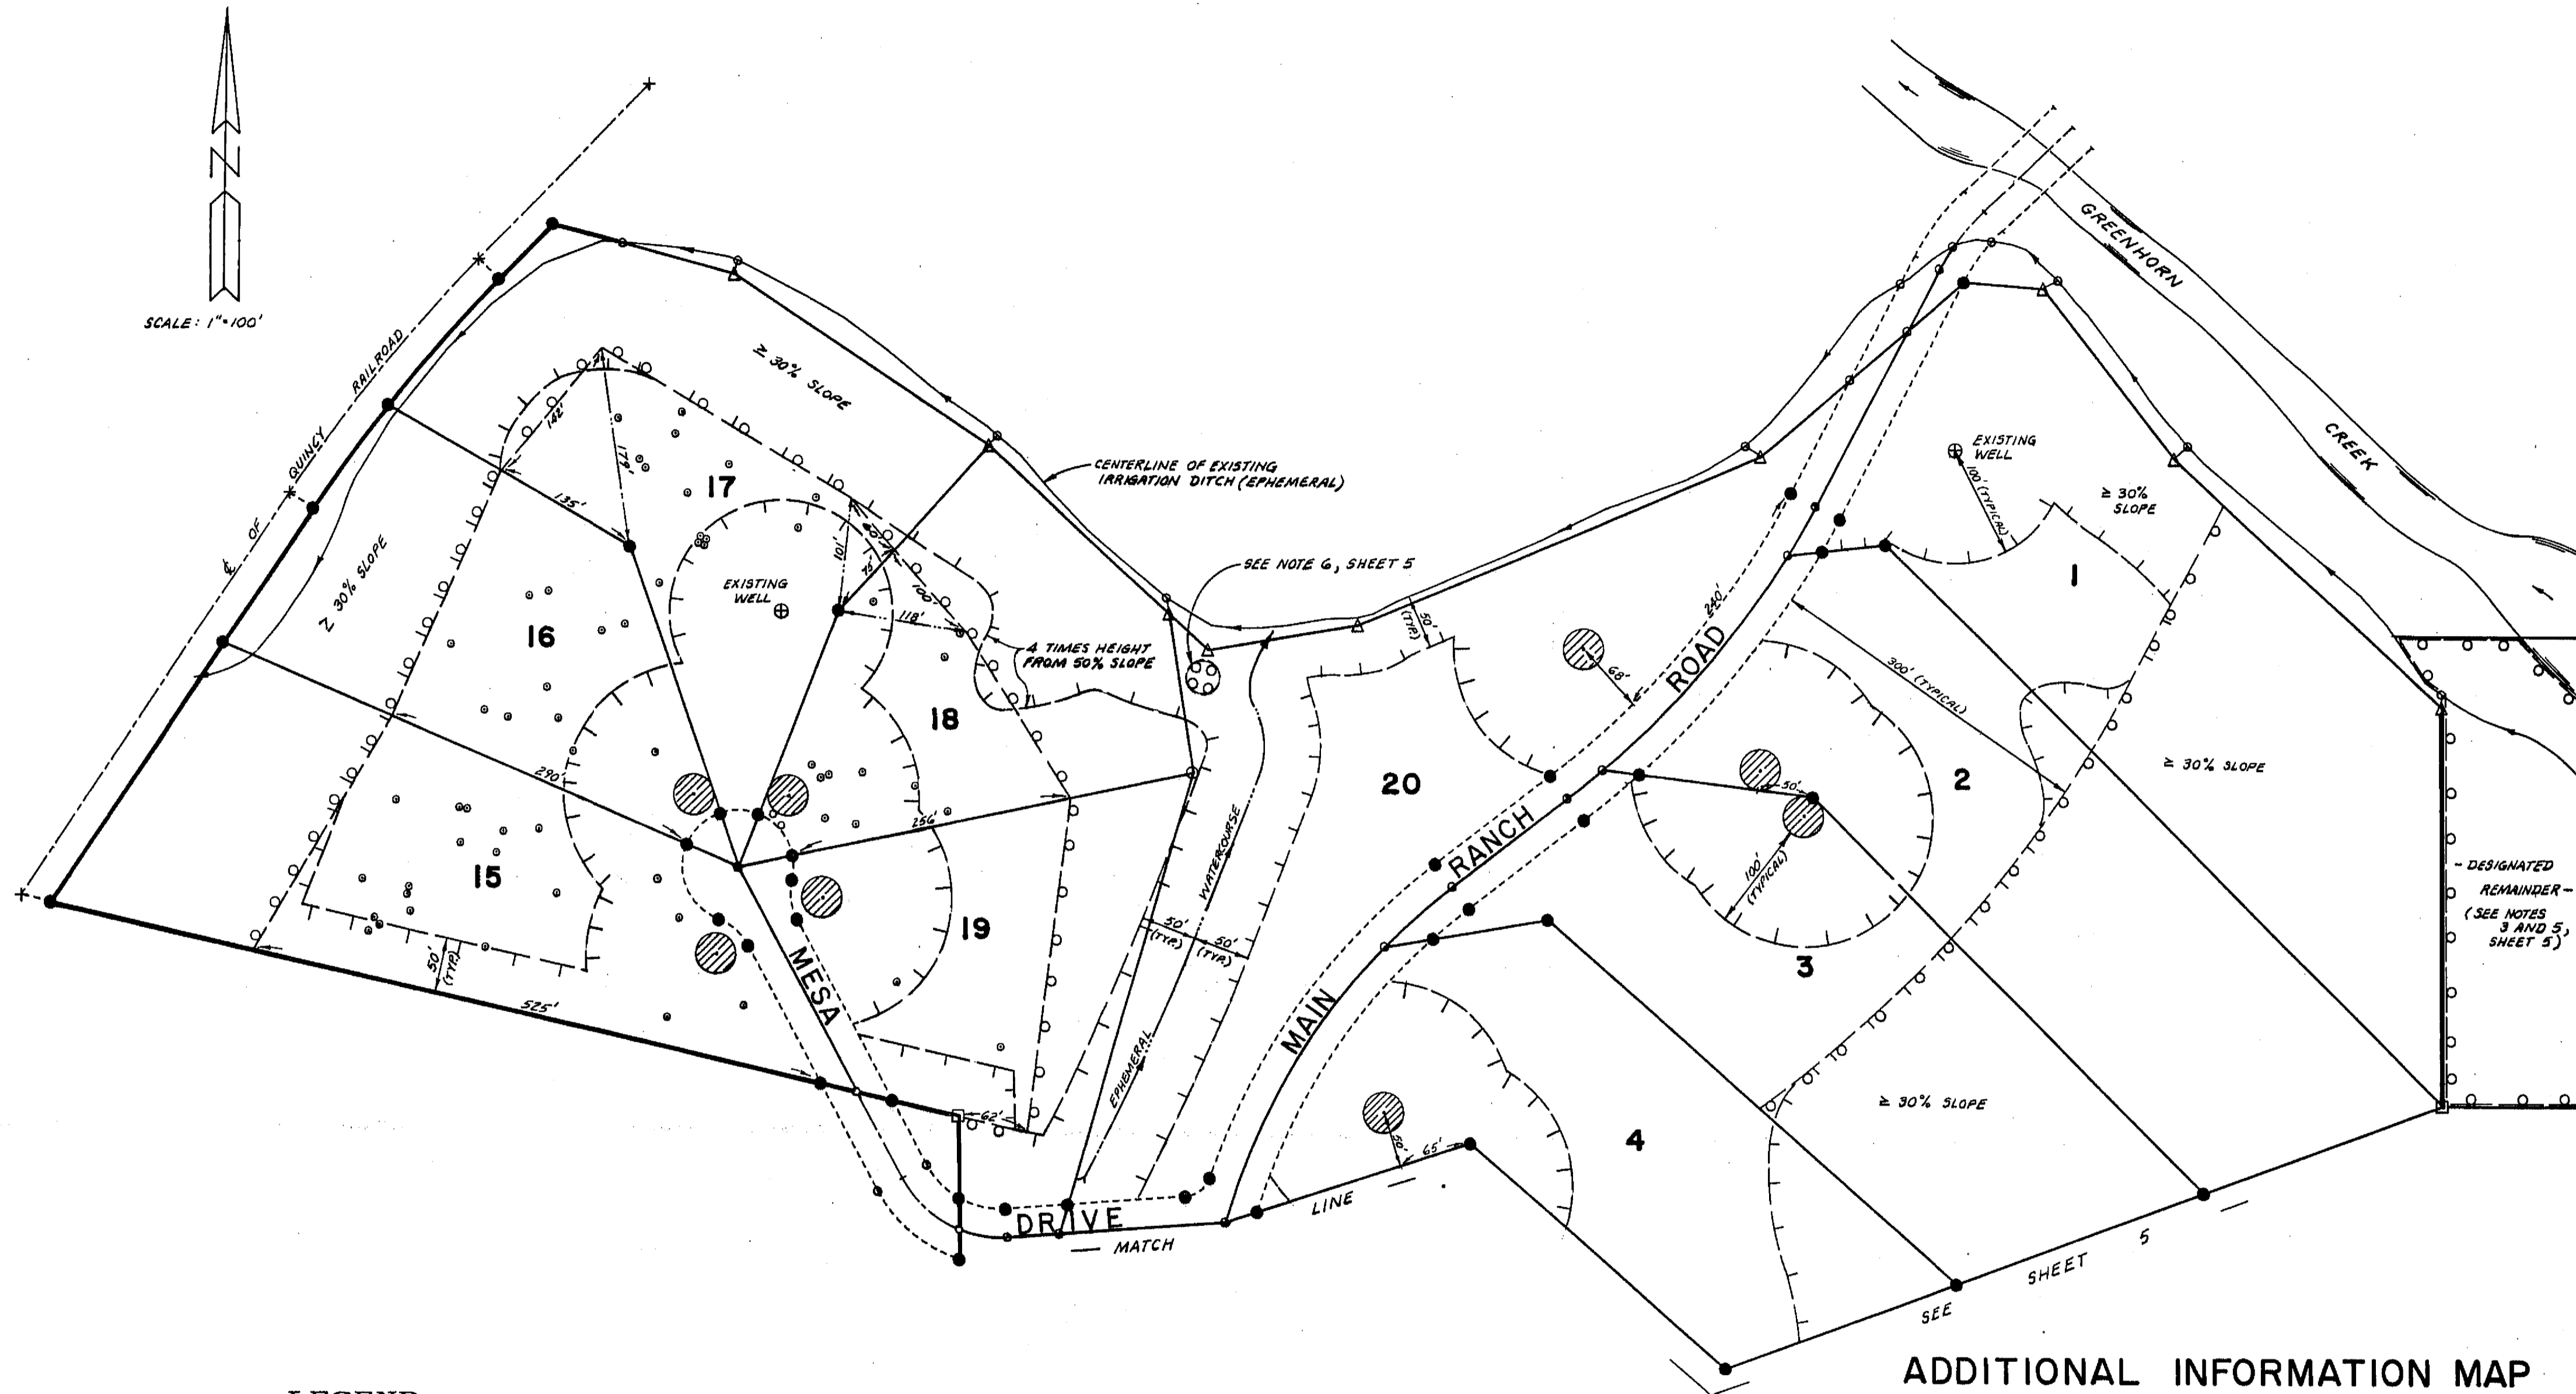 N
SCALE: 1"=100'
℄ OF QUINCY RAILROAD
≥ 30% SLOPE
≥ 30% SLOPE
142'
179'
135'
17
EXISTING
WELL
101'
75'
100'
118'
16
290'
15
50'
(TYP.)
525'
18
256'
19
62'
4 TIMES HEIGHT
FROM 50% SLOPE
CENTERLINE OF EXISTING
IRRIGATION DITCH (EPHEMERAL)
SEE NOTE 6, SHEET 5
50'
(TYP.)
50'
(TYP.)
50'
(TYP.)
EPHEMERAL WATERCOURSE
20
68'
240'
MESA
DRIVE
MAIN RANCH ROAD
GREENHORN
CREEK
EXISTING
WELL
100' (TYPICAL)
≥ 30%
SLOPE
1
300' (TYPICAL)
2
≥ 30% SLOPE
50'
100'
(TYPICAL)
3
≥ 30% SLOPE
4
50'
65'
- DESIGNATED
REMAINDER -
(SEE NOTES
3 AND 5,
SHEET 5)
MATCH LINE
SEE SHEET 5
ADDITIONAL INFORMATION MAP
LEGEND